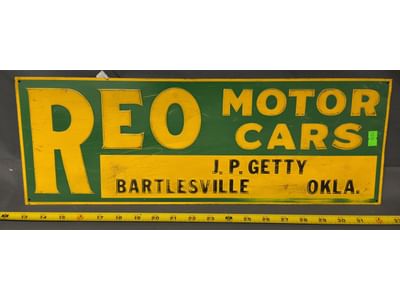 REO MOTOR CARS
J. P. GETTY
BARTLESVILLE OKLA.